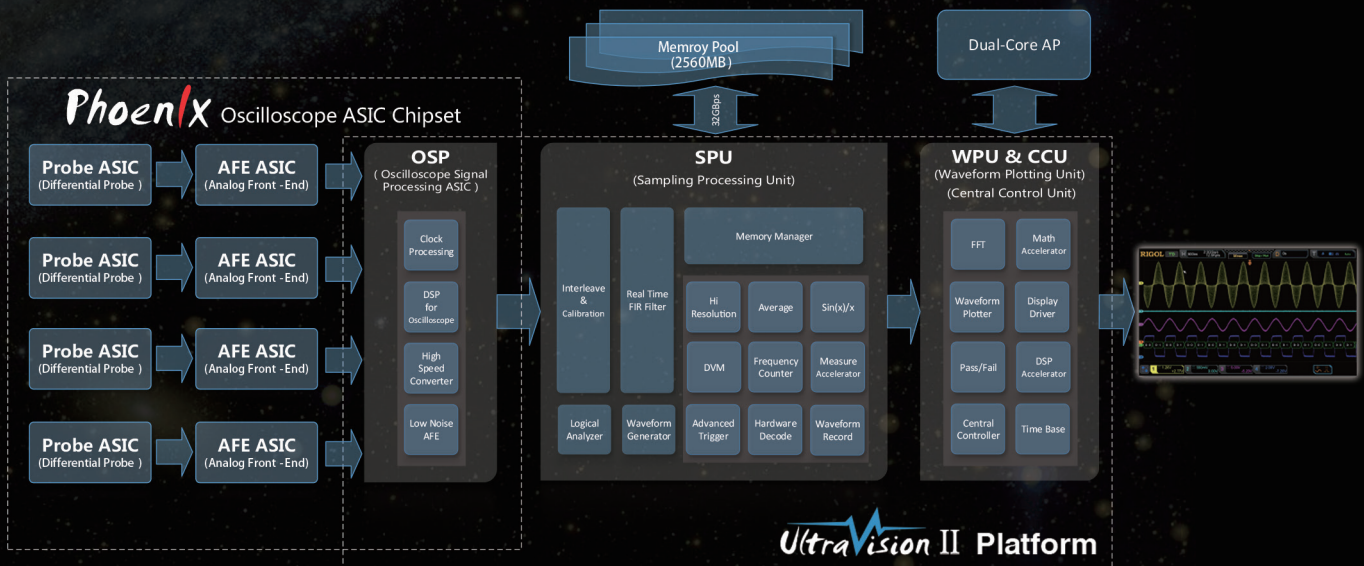 Memroy Pool
(2560MB)
Dual-Core AP
32GBps
PhoenIx Oscilloscope ASIC Chipset
Probe ASIC
(Differential Probe )
AFE ASIC
(Analog Front -End)
Probe ASIC
(Differential Probe )
AFE ASIC
(Analog Front -End)
Probe ASIC
(Differential Probe )
AFE ASIC
(Analog Front -End)
Probe ASIC
(Differential Probe )
AFE ASIC
(Analog Front -End)
OSP
( Oscilloscope Signal
Processing ASIC )
Clock
Processing
DSP
for
Oscilloscope
High
Speed
Converter
Low Noise
AFE
SPU
(Sampling Processing Unit)
Interleave
&
Calibration
Real Time
FIR Filter
Memory Manager
Hi
Resolution
Average
Sin(x)/x
DVM
Frequency
Counter
Measure
Accelerator
Logical
Analyzer
Waveform
Generator
Advanced
Trigger
Hardware
Decode
Waveform
Record
WPU & CCU
(Waveform Plotting Unit)
(Central Control Unit)
FFT
Math
Accelerator
Waveform
Plotter
Display
Driver
Pass/Fail
DSP
Accelerator
Central
Controller
Time Base
RIGOL
UltraVision II Platform